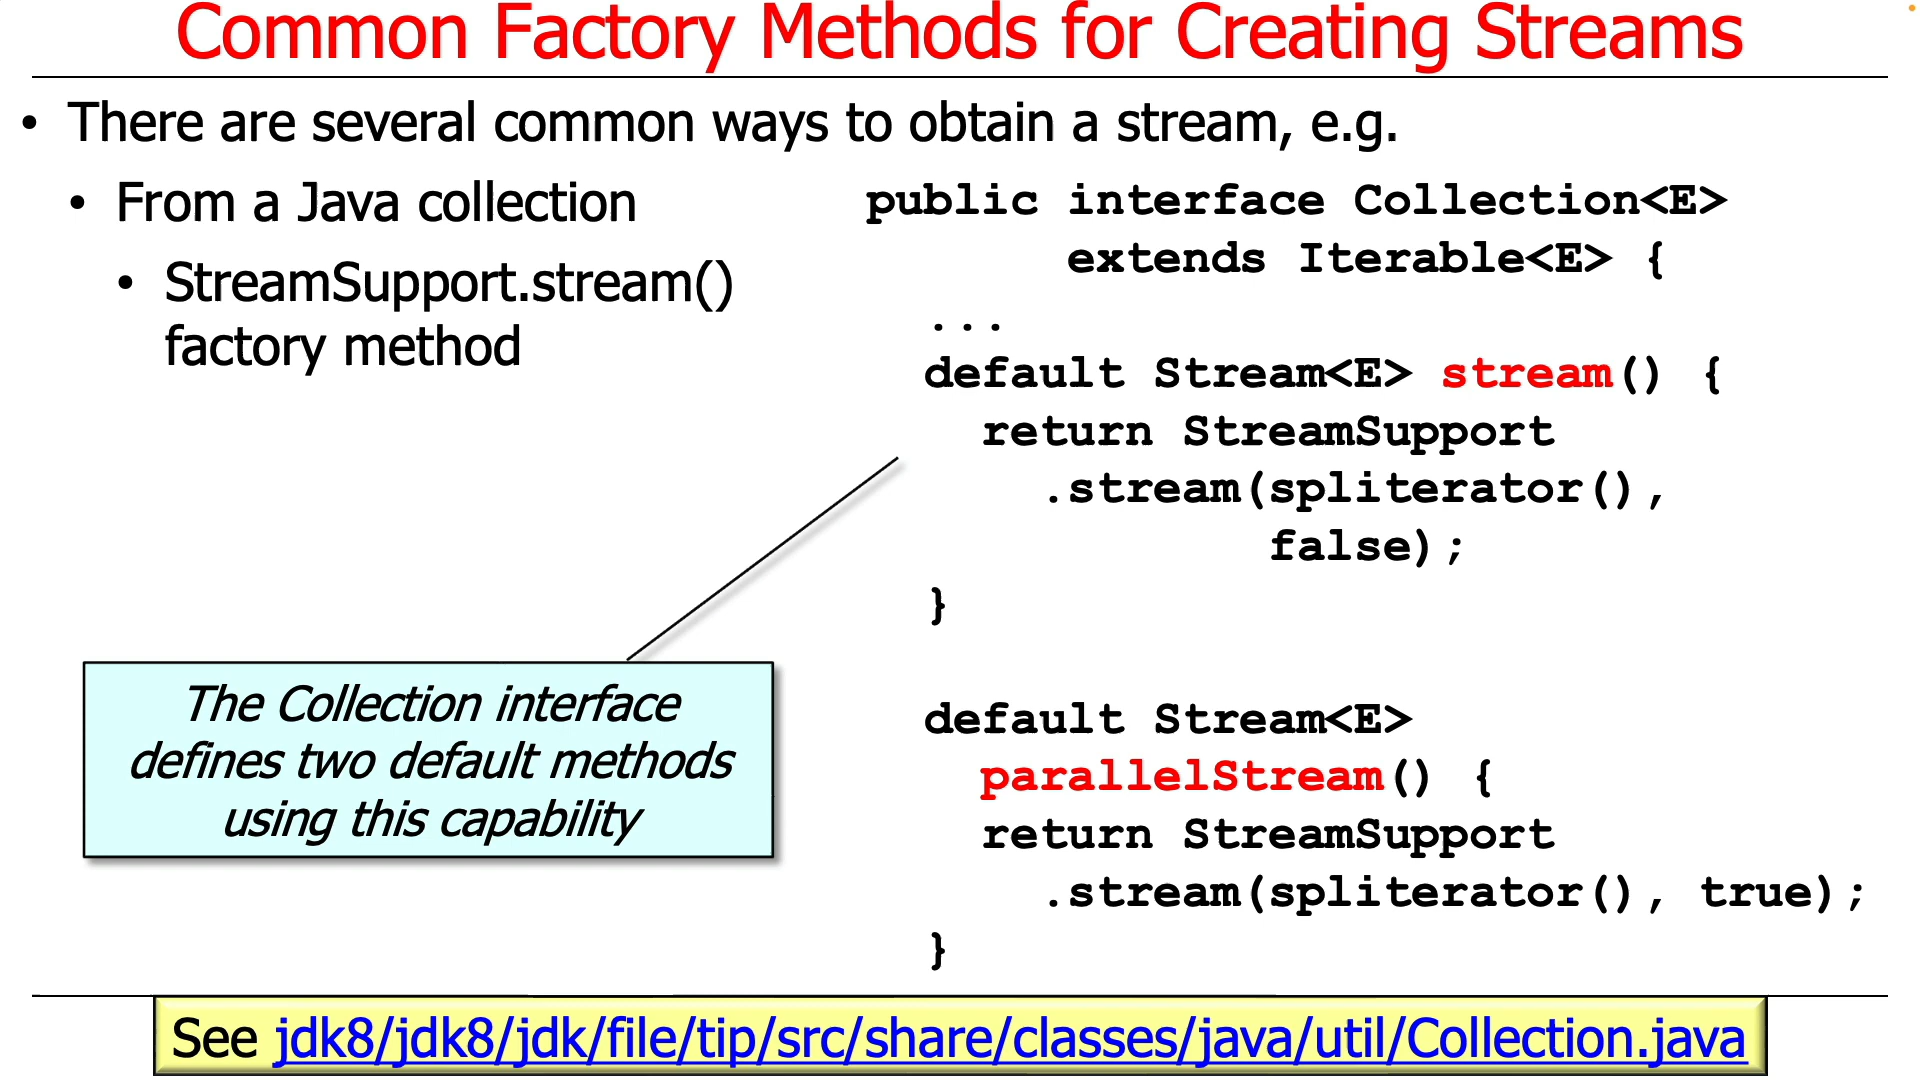 Common Factory Methods for Creating Streams
• There are several common ways to obtain a stream, e.g.
• From a Java collection
• StreamSupport.stream()
factory method
public interface Collection<E>
extends Iterable<E> {
...
default Stream<E> stream() {
return StreamSupport
.stream(spliterator(),
false);
}
default Stream<E>
parallelStream() {
return StreamSupport
.stream(spliterator(), true);
}
The Collection interface
defines two default methods
using this capability
See jdk8/jdk8/jdk/file/tip/src/share/classes/java/util/Collection.java